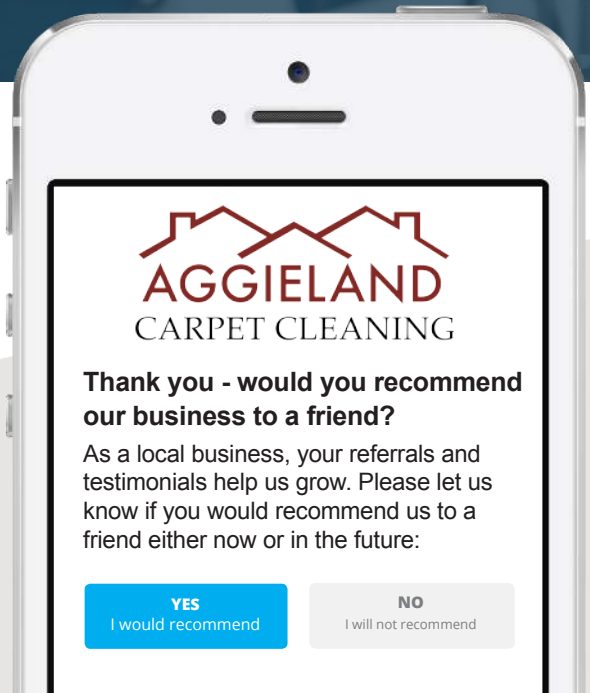 AGGIELAND
CARPET CLEANING
Thank you - would you recommend
our business to a friend?
As a local business, your referrals and
testimonials help us grow. Please let us
know if you would recommend us to a
friend either now or in the future:
YES
I would recommend
NO
I will not recommend